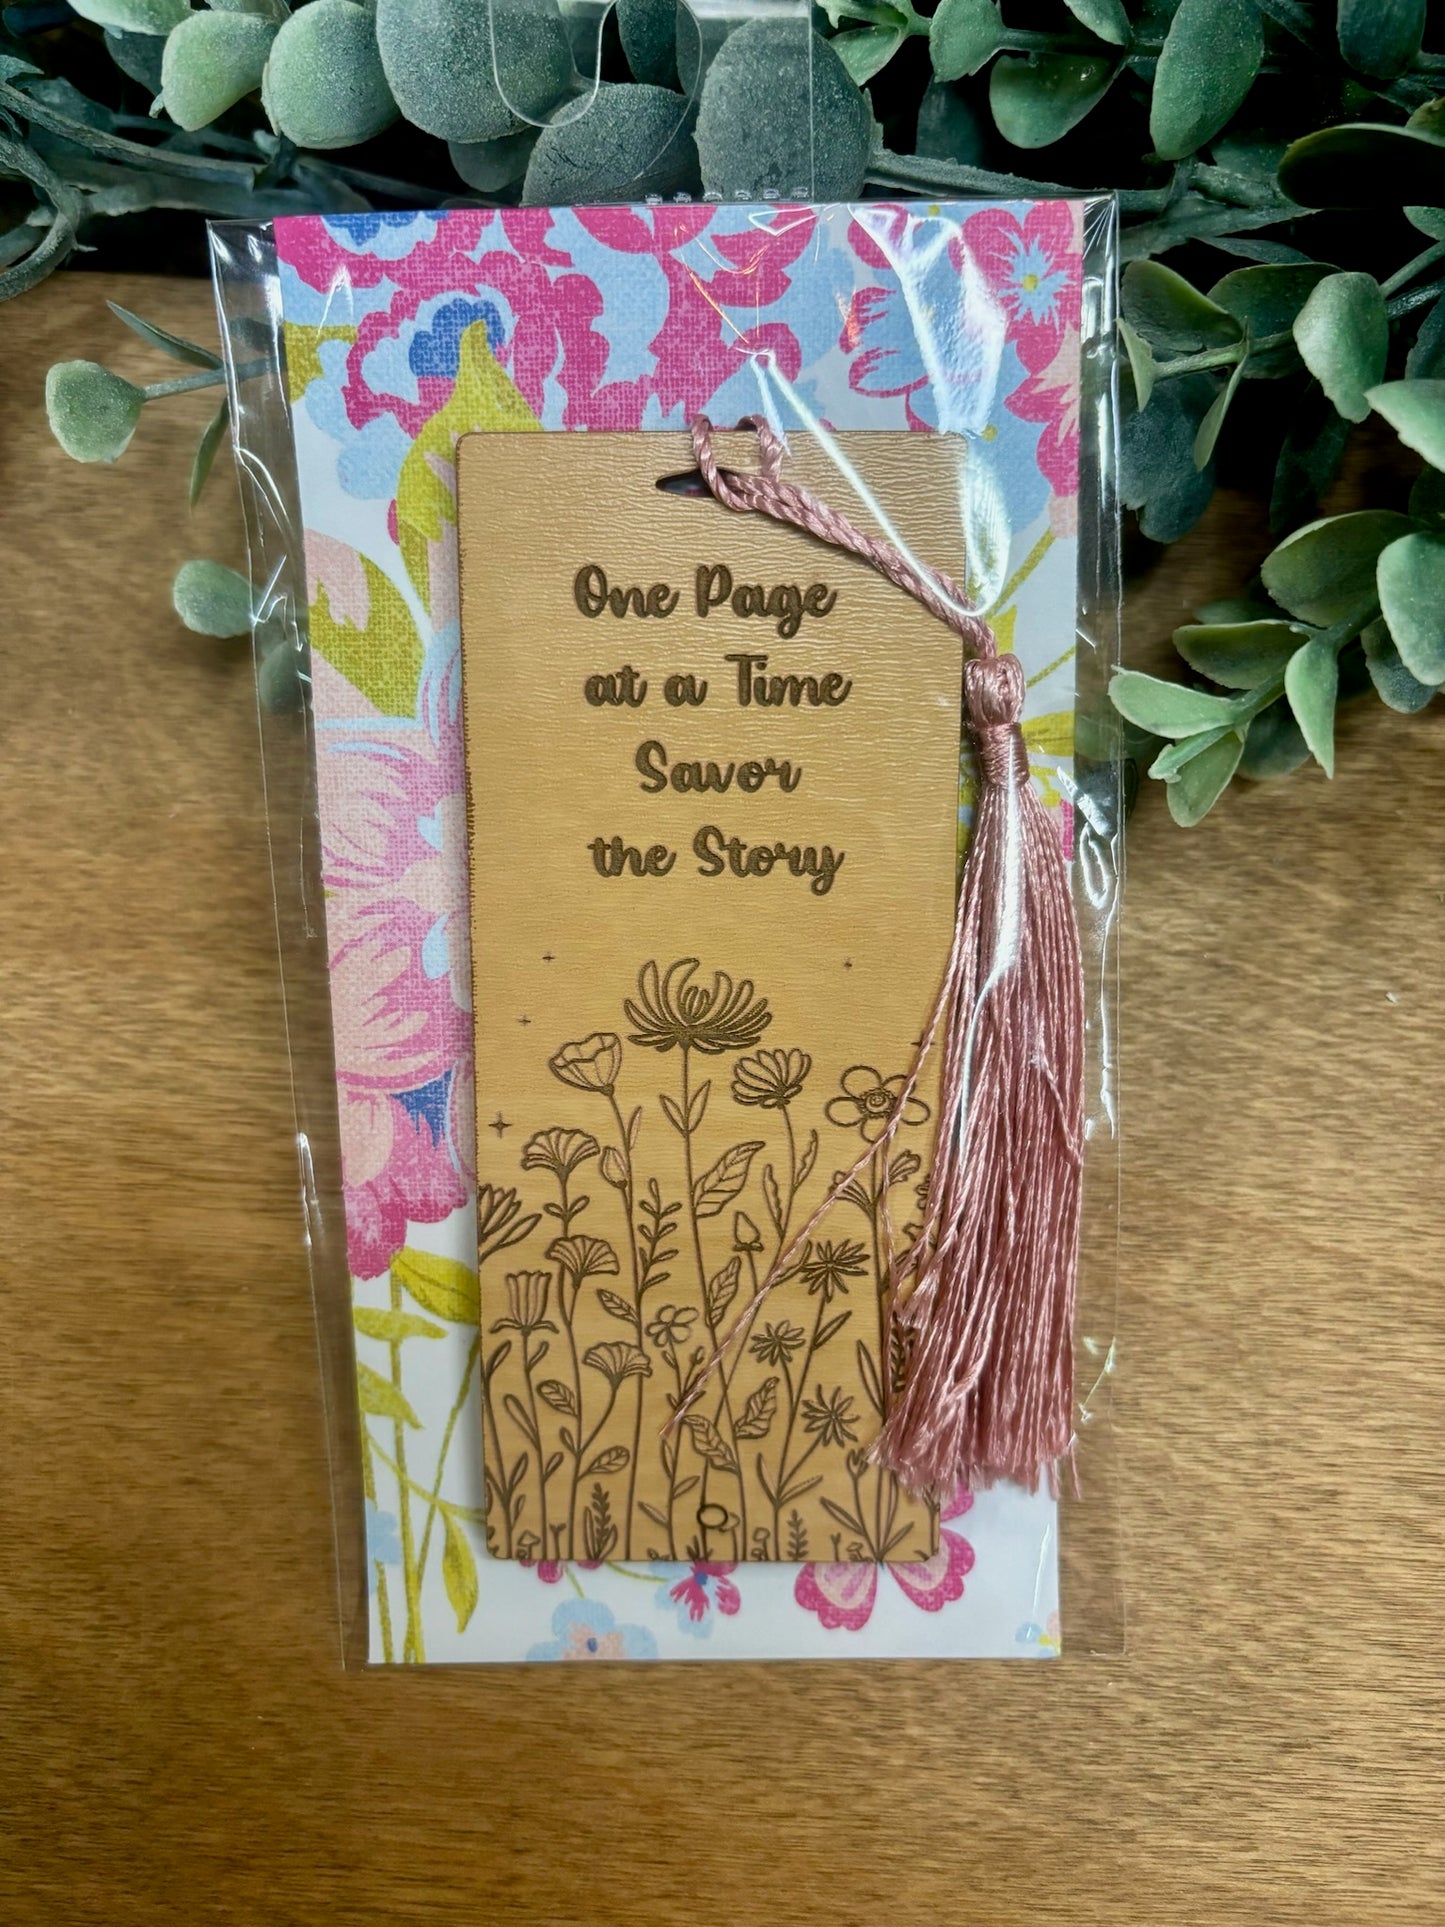 One Page
at a Time
Savor
the Story